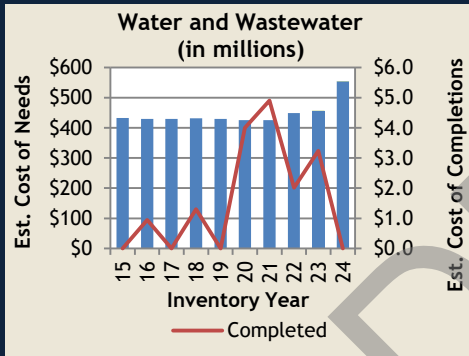 Water and Wastewater
(in millions)
Est. Cost of Needs
$600
$500
$400
$300
$200
$100
$0
$6.0
$5.0
$4.0
$3.0
$2.0
$1.0
$0.0
Est. Cost of Completions
15 16 17 18 19 20 21 22 23 24
Inventory Year
Completed